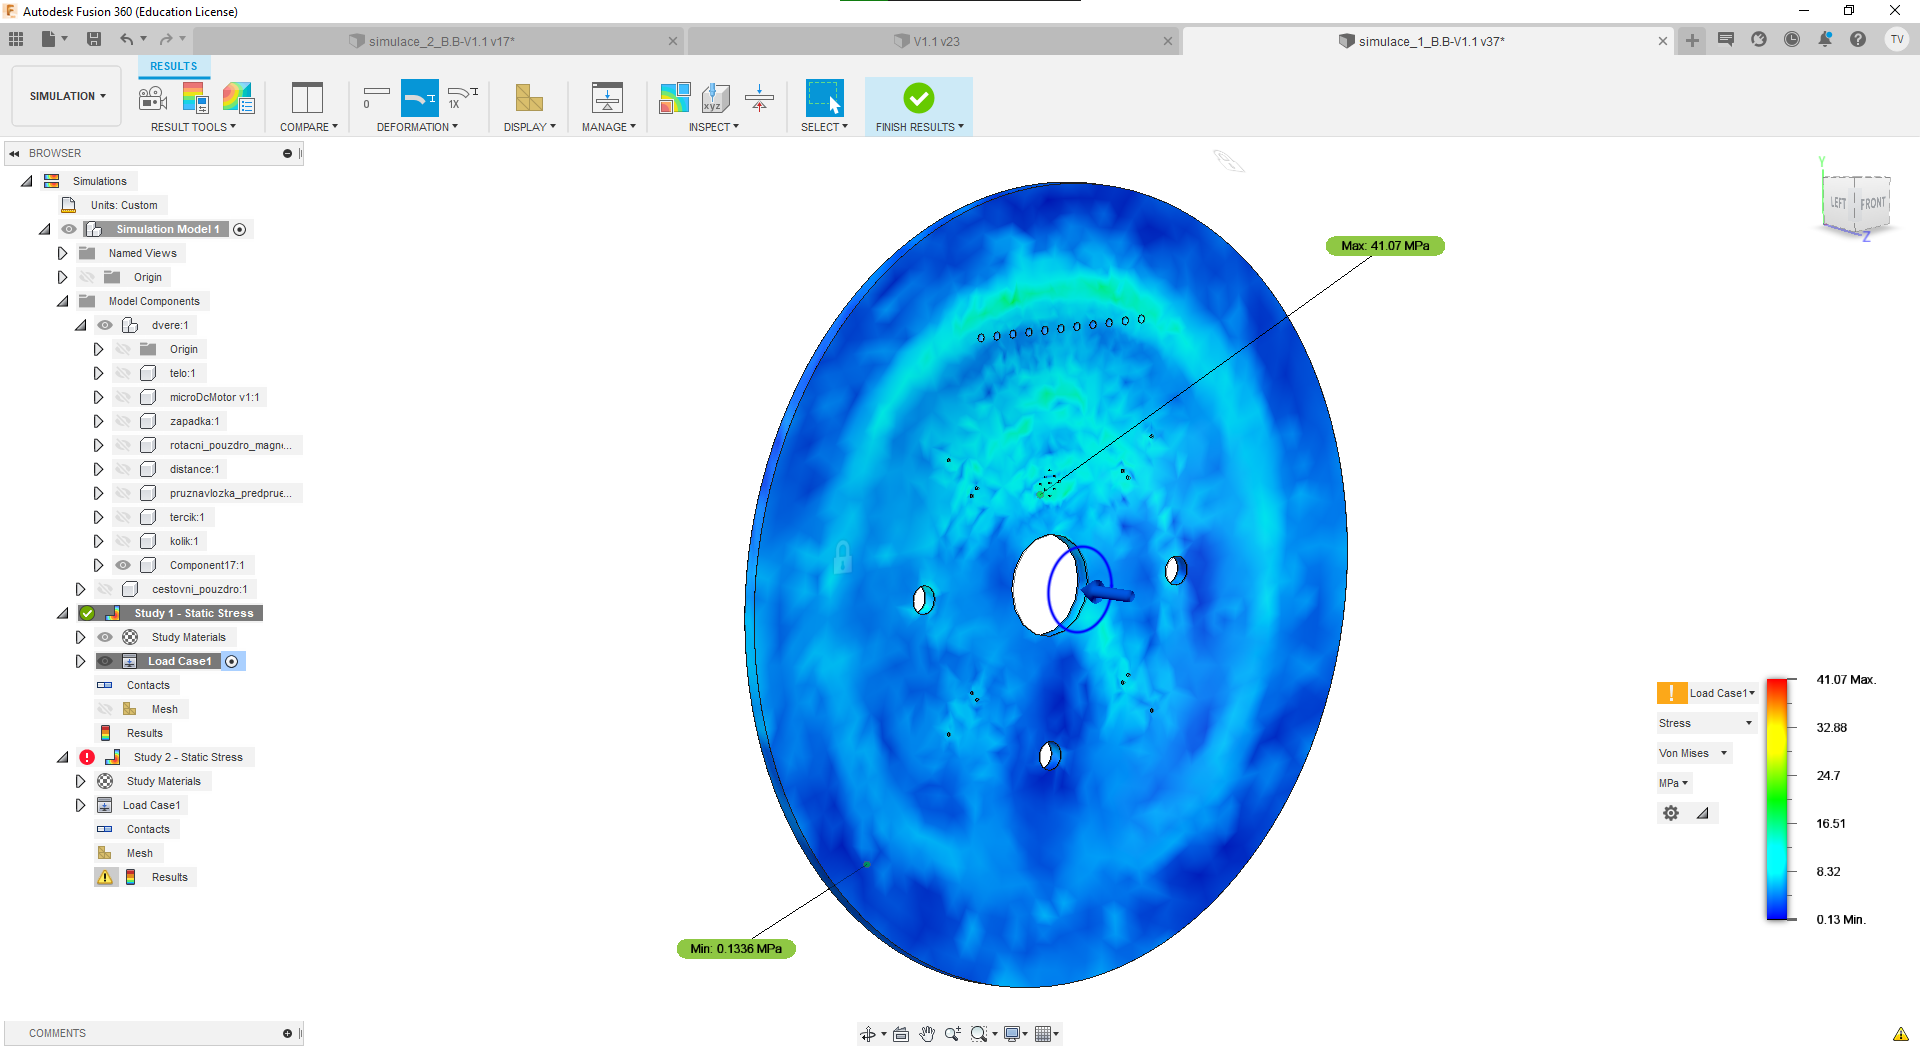 Autodesk Fusion 360 (Education License)
simulace_2_B.B-V1.1 v17*
V1.1 v23
simulace_1_B.B-V1.1 v37*
TV
SIMULATION
RESULTS
0
1X
xyz
RESULT TOOLS
COMPARE
DEFORMATION
DISPLAY
MANAGE
INSPECT
SELECT
FINISH RESULTS
BROWSER
Simulations
Units: Custom
Simulation Model 1
Named Views
Origin
Model Components
dvere:1
Origin
telo:1
microDcMotor v1:1
zapadka:1
rotacni_pouzdro_magn...
distance:1
pruznavlozka_predprue...
tercik:1
kolik:1
Component17:1
cestovni_pouzdro:1
Study 1 - Static Stress
Study Materials
Load Case1
Contacts
Mesh
Results
Study 2 - Static Stress
Study Materials
Load Case1
Contacts
Mesh
Results
COMMENTS
Max: 41.07 MPa
Min: 0.1336 MPa
Y
LEFT
FRONT
Z
Load Case1
Stress
Von Mises
MPa
41.07 Max.
32.88
24.7
16.51
8.32
0.13 Min.